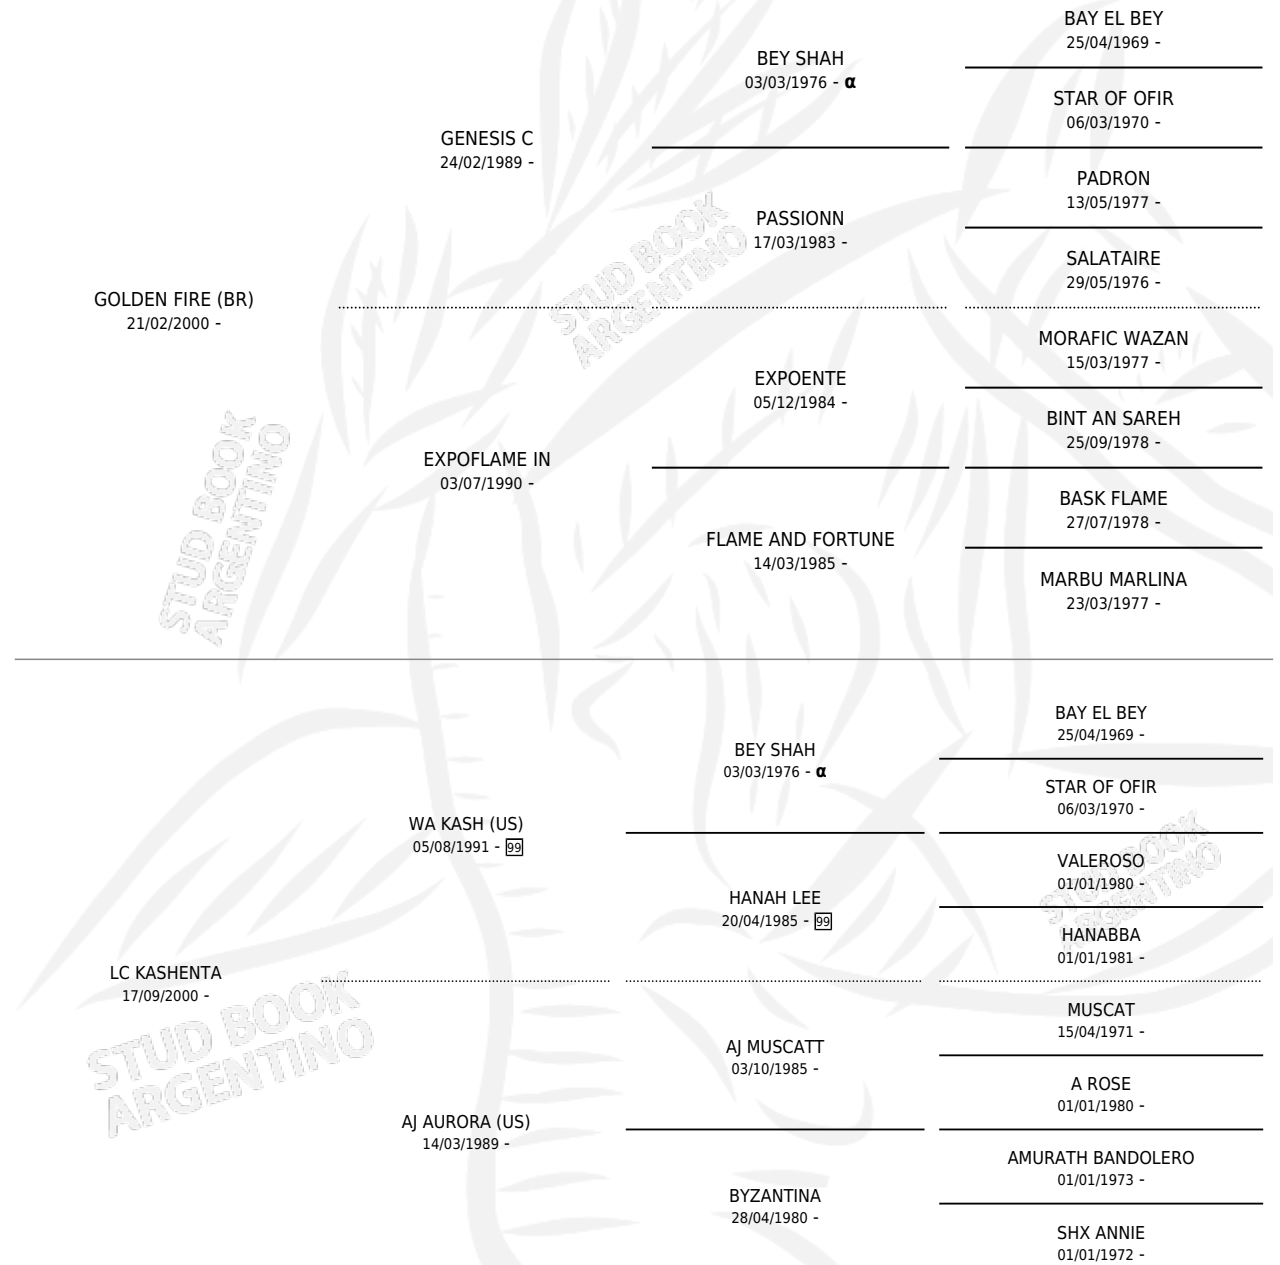 BAY EL BEY
25/04/1969 -
BEY SHAH
03/03/1976 - α
STAR OF OFIR
06/03/1970 -
GENESIS C
24/02/1989 -
PADRON
13/05/1977 -
PASSIONN
17/03/1983 -
SALATAIRE
29/05/1976 -
GOLDEN FIRE (BR)
21/02/2000 -
MORAFIC WAZAN
15/03/1977 -
EXPOENTE
05/12/1984 -
BINT AN SAREH
25/09/1978 -
EXPOFLAME IN
03/07/1990 -
BASK FLAME
27/07/1978 -
FLAME AND FORTUNE
14/03/1985 -
MARBU MARLINA
23/03/1977 -
STUD BOOK
ARGENTINO
STUD BOOK
ARGENTINO
BAY EL BEY
25/04/1969 -
BEY SHAH
03/03/1976 - α
STAR OF OFIR
06/03/1970 -
WA KASH (US)
05/08/1991 - 99
VALEROSO
01/01/1980 -
HANAH LEE
20/04/1985 - 99
HANABBA
01/01/1981 -
LC KASHENTA
17/09/2000 -
MUSCAT
15/04/1971 -
AJ MUSCATT
03/10/1985 -
A ROSE
01/01/1980 -
AJ AURORA (US)
14/03/1989 -
AMURATH BANDOLERO
01/01/1973 -
BYZANTINA
28/04/1980 -
SHX ANNIE
01/01/1972 -
STUD BOOK
ARGENTINO
STUD BOOK
ARGENTINO